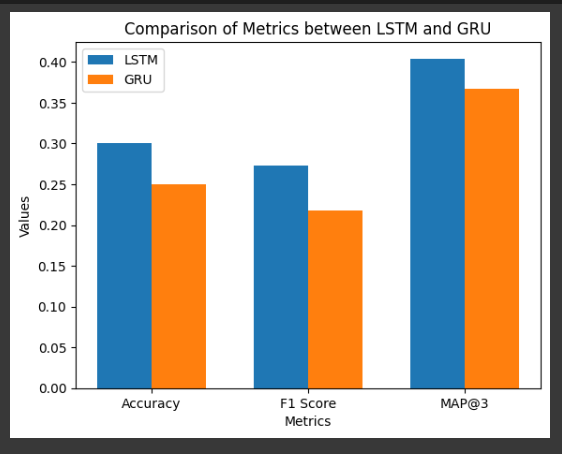 Comparison of Metrics between LSTM and GRU
LSTM
GRU
0.40
0.35
0.30
0.25
0.20
0.15
0.10
0.05
0.00
Values
Accuracy F1 Score MAP@3
Metrics